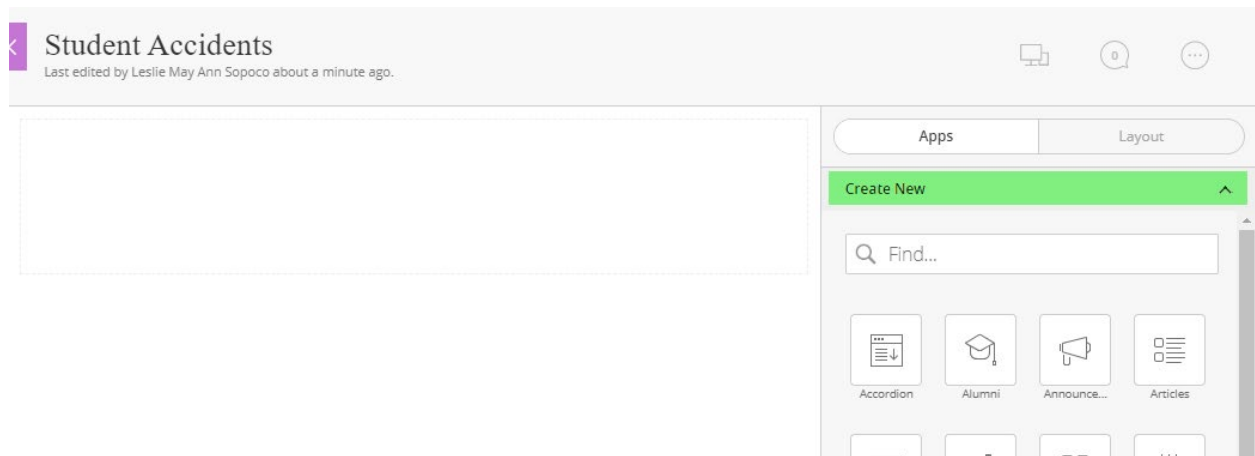 Student Accidents
Last edited by Leslie May Ann Sopoco about a minute ago.
0
Apps
Layout
Create New
Find...
Accordion
Alumni
Announce...
Articles